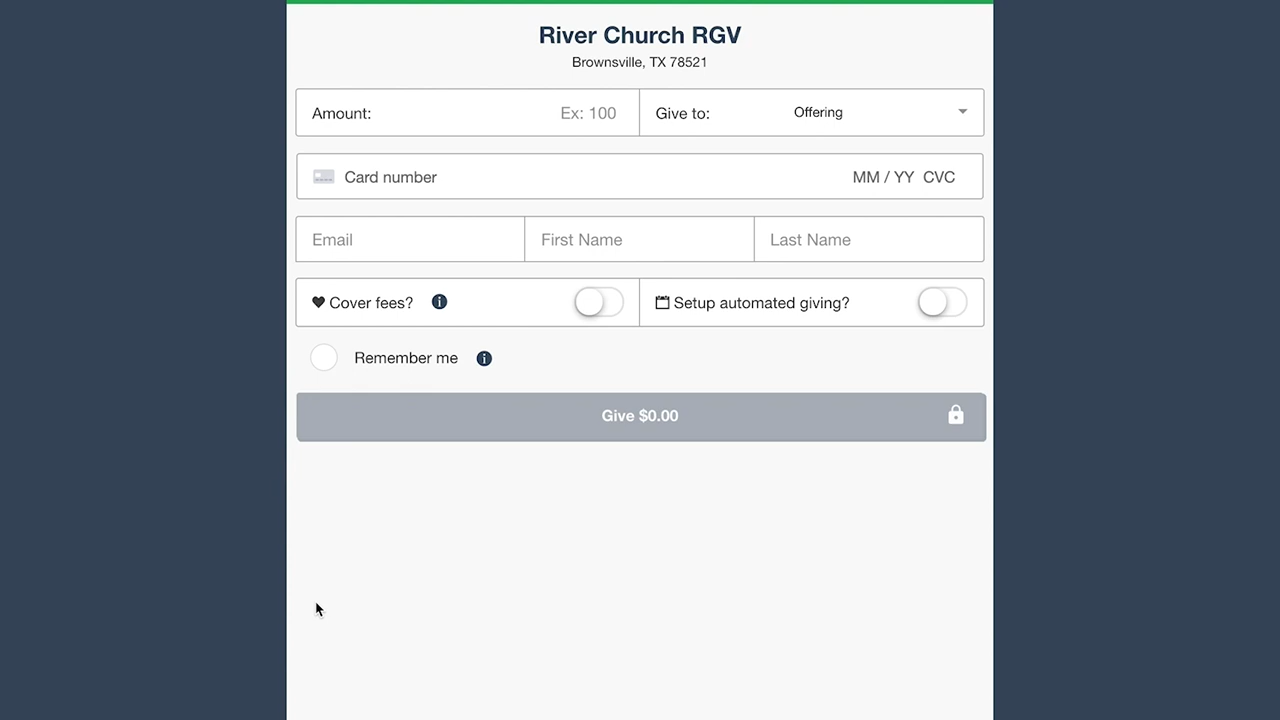 River Church RGV
Brownsville, TX 78521
Amount: Ex: 100 Give to: Offering
Card number MM / YY CVC
Email First Name Last Name
Cover fees? i Setup automated giving?
Remember me i
Give $0.00